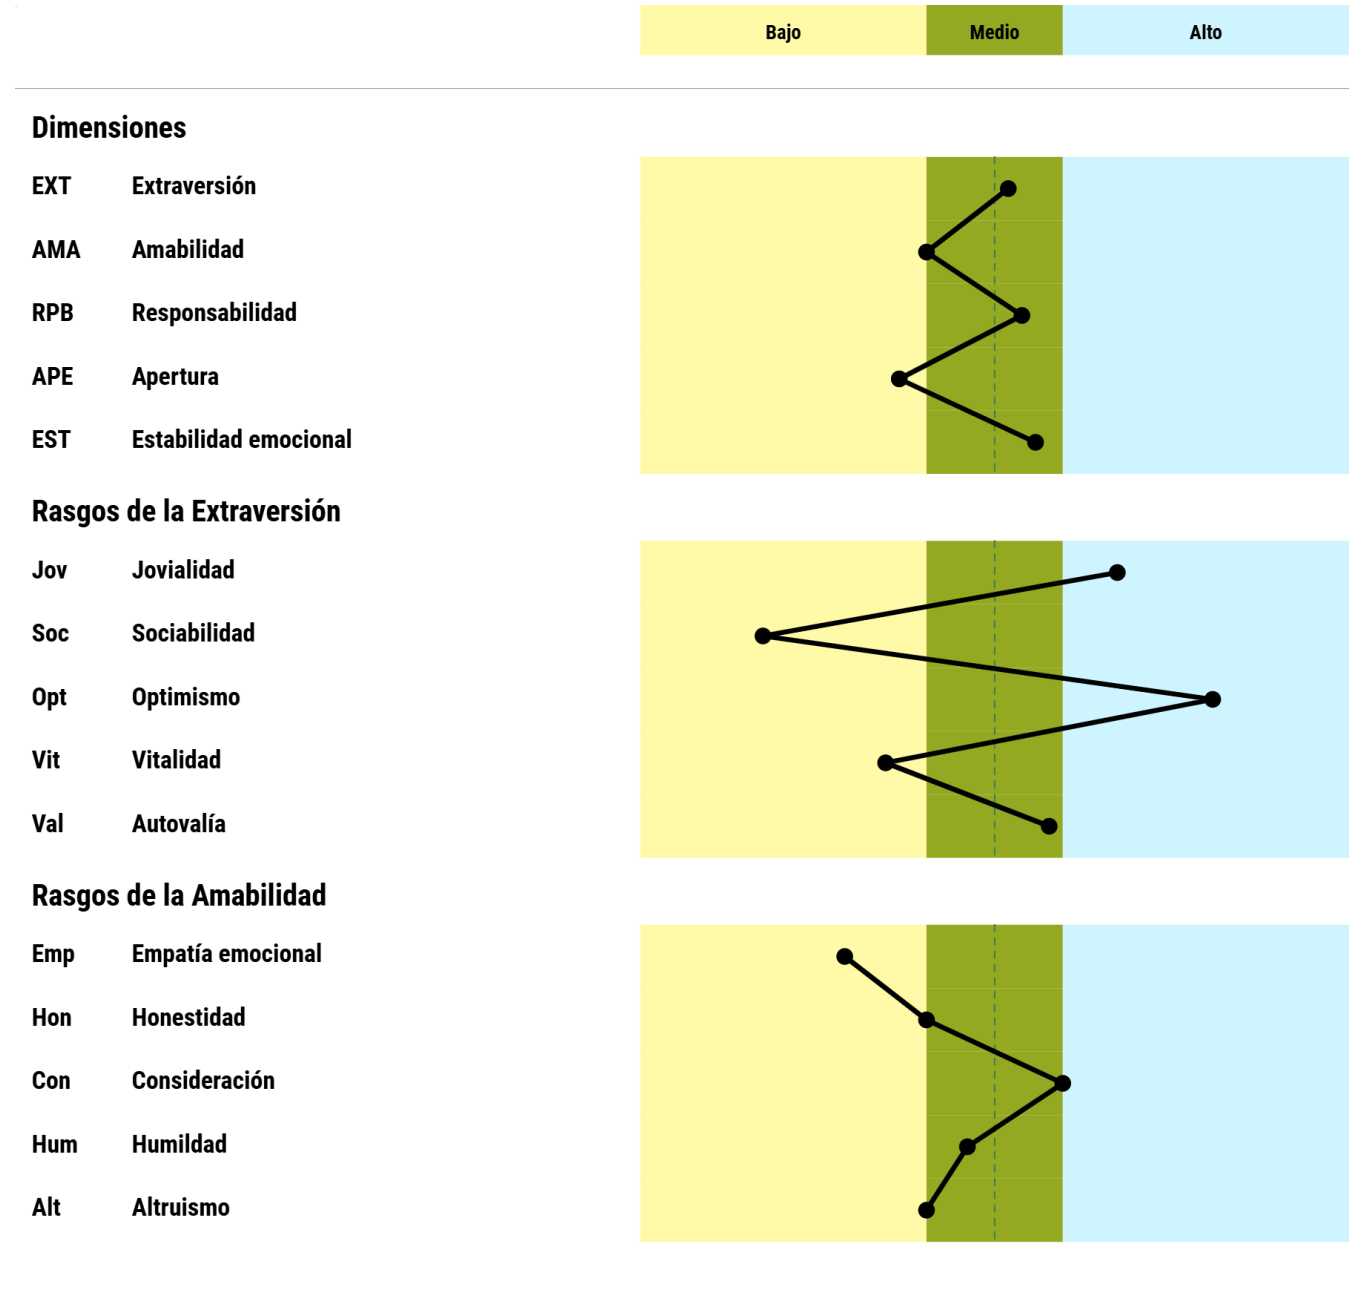 Bajo Medio Alto
Dimensiones
EXT Extraversión
AMA Amabilidad
RPB Responsabilidad
APE Apertura
EST Estabilidad emocional
Rasgos de la Extraversión
Jov Jovialidad
Soc Sociabilidad
Opt Optimismo
Vit Vitalidad
Val Autovalía
Rasgos de la Amabilidad
Emp Empatía emocional
Hon Honestidad
Con Consideración
Hum Humildad
Alt Altruismo